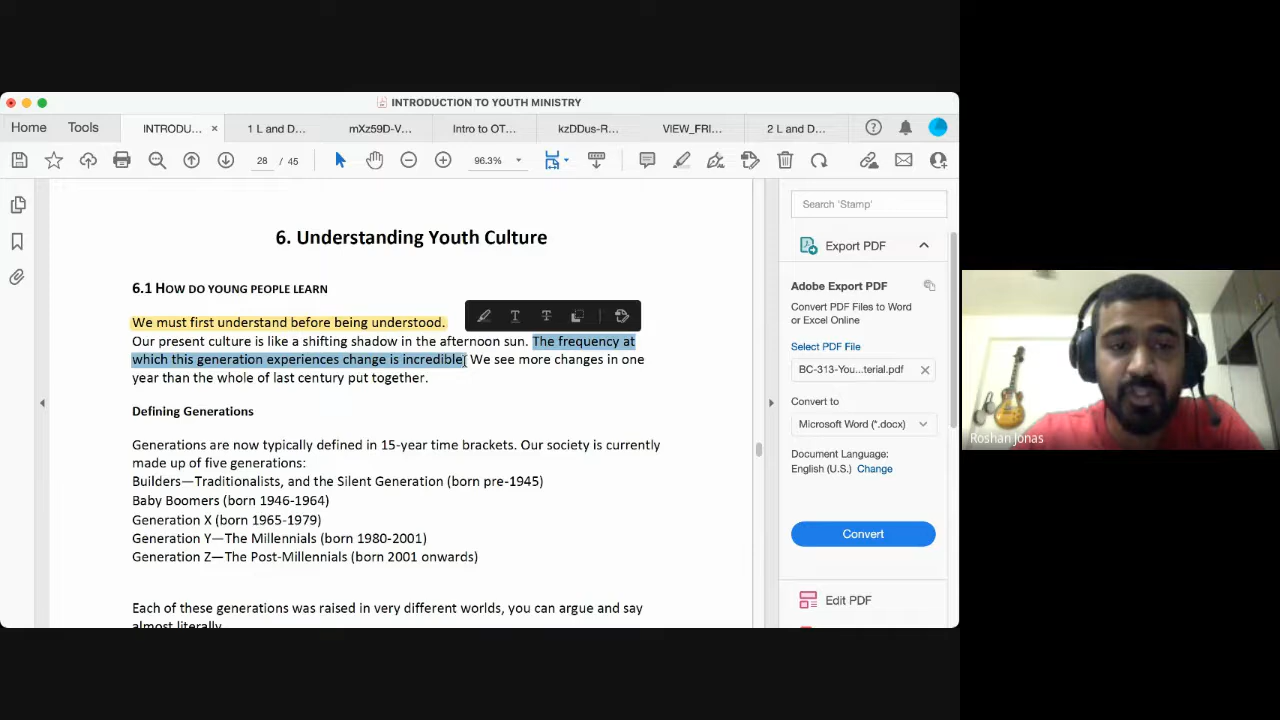 INTRODUCTION TO YOUTH MINISTRY
Home
Tools
INTRODU...
1 L and D...
mXz59D-V...
Intro to OT...
kzDDus-R...
VIEW_FRI...
2 L and D...
28 / 45
96.3%
6. Understanding Youth Culture
6.1 HOW DO YOUNG PEOPLE LEARN
We must first understand before being understood.
Our present culture is like a shifting shadow in the afternoon sun. The frequency at
which this generation experiences change is incredible. We see more changes in one
year than the whole of last century put together.
Defining Generations
Generations are now typically defined in 15-year time brackets. Our society is currently
made up of five generations:
Builders—Traditionalists, and the Silent Generation (born pre-1945)
Baby Boomers (born 1946-1964)
Generation X (born 1965-1979)
Generation Y—The Millennials (born 1980-2001)
Generation Z—The Post-Millennials (born 2001 onwards)
Each of these generations was raised in very different worlds, you can argue and say
almost literally.
Search 'Stamp'
Export PDF
Adobe Export PDF
Convert PDF Files to Word
or Excel Online
Select PDF File
BC-313-You...terial.pdf
Convert to
Microsoft Word (*.docx)
Document Language:
English (U.S.) Change
Convert
Edit PDF
Roshan Jonas